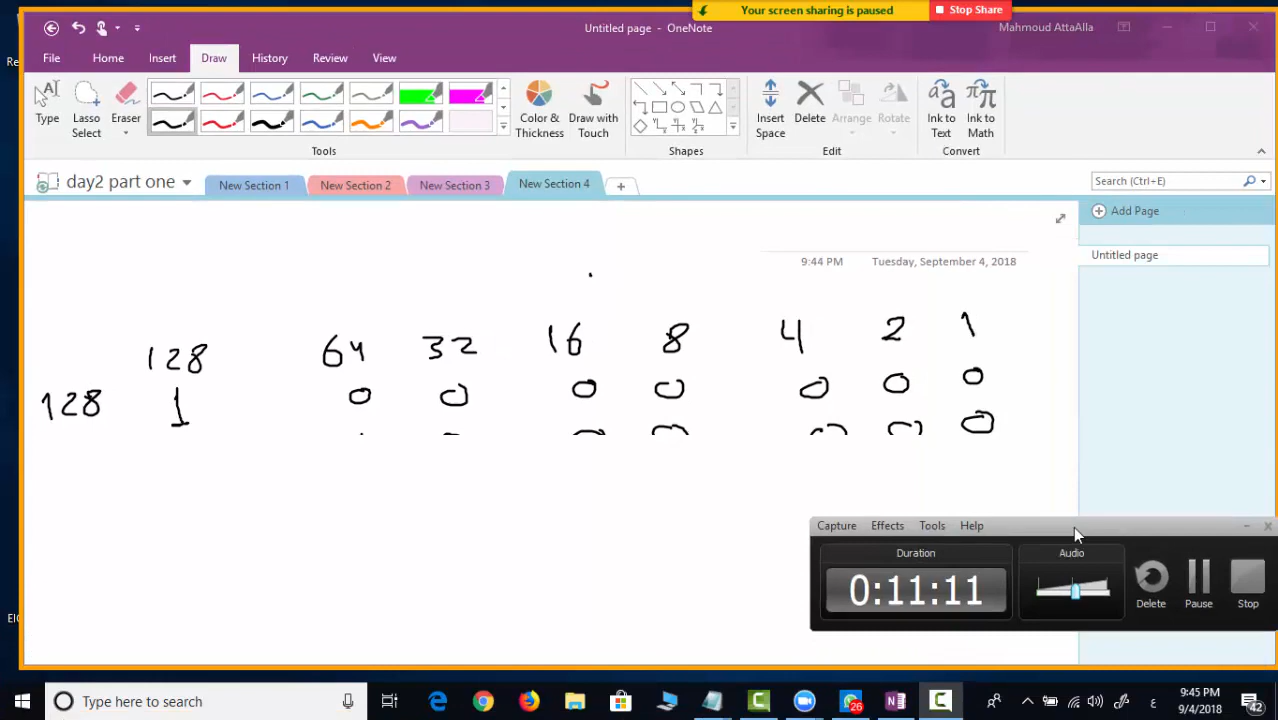 Your screen sharing is paused Stop Share
Untitled page - OneNote Mahmoud AttaAlla
File Home Insert Draw History Review View
Type Lasso Select Eraser Color & Thickness Draw with Touch Insert Space Delete Arrange Rotate Ink to Text Ink to Math
Tools Shapes Edit Convert
day2 part one New Section 1 New Section 2 New Section 3 New Section 4 Search (Ctrl+E)
Add Page
9:44 PM Tuesday, September 4, 2018 Untitled page
128 64 32 16 8 4 2 1
128 1 0 0 0 0 0 0 0
0
Capture Effects Tools Help
Duration Audio
0:11:11
Delete Pause Stop
Type here to search 26 ع 9:45 PM
9/4/2018 42